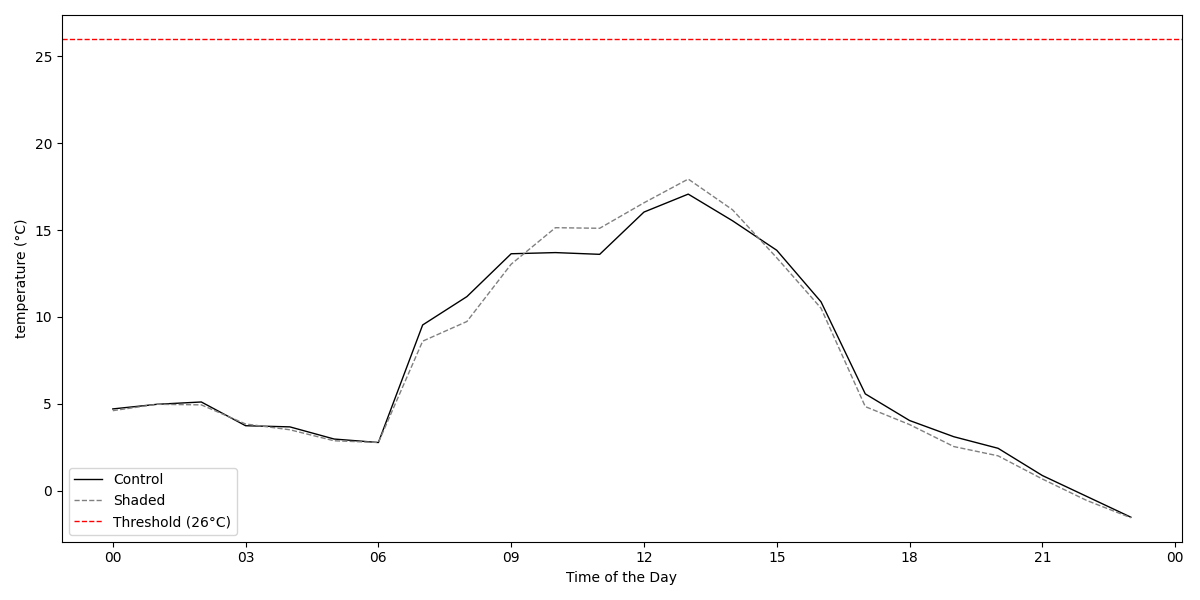 25
20
15
10
5
0
temperature (°C)
Control
Shaded
Threshold (26°C)
00 03 06 09 12 15 18 21 00
Time of the Day